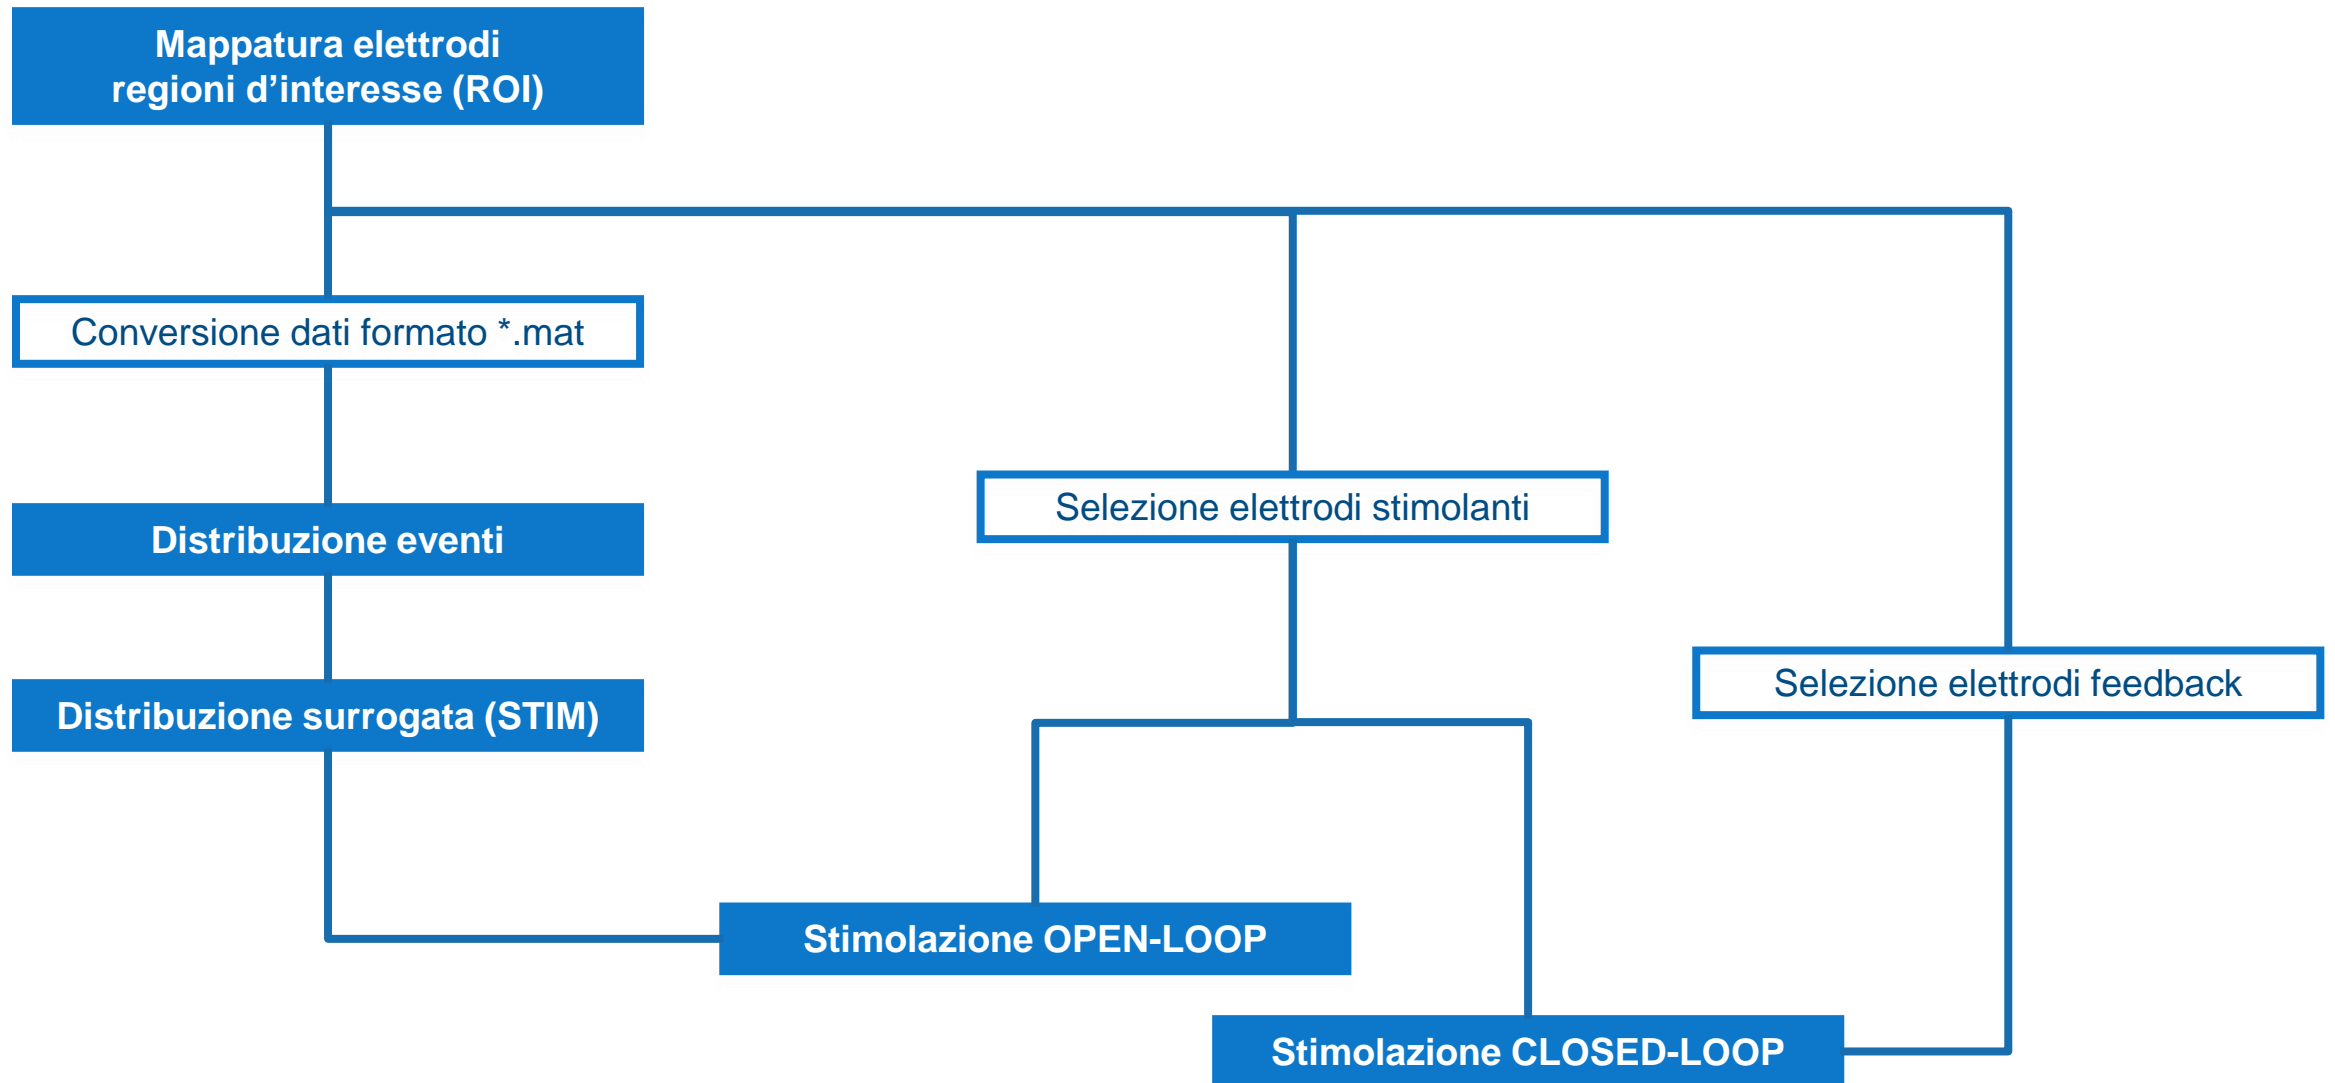 Mappatura elettrodi
regioni d’interesse (ROI)
Conversione dati formato *.mat
Selezione elettrodi stimolanti
Distribuzione eventi
Selezione elettrodi feedback
Distribuzione surrogata (STIM)
Stimolazione OPEN-LOOP
Stimolazione CLOSED-LOOP